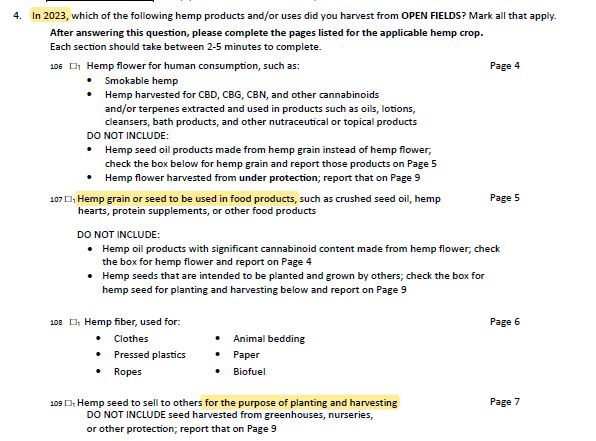 4. In 2023, which of the following hemp products and/or uses did you harvest from OPEN FIELDS? Mark all that apply.
After answering this question, please complete the pages listed for the applicable hemp crop.
Each section should take between 2-5 minutes to complete.
106 □1 Hemp flower for human consumption, such as: Page 4
• Smokable hemp
• Hemp harvested for CBD, CBG, CBN, and other cannabinoids
and/or terpenes extracted and used in products such as oils, lotions,
cleansers, bath products, and other nutraceutical or topical products
DO NOT INCLUDE:
• Hemp seed oil products made from hemp grain instead of hemp flower;
check the box below for hemp grain and report those products on Page 5
• Hemp flower harvested from under protection; report that on Page 9
107 □1 Hemp grain or seed to be used in food products, such as crushed seed oil, hemp Page 5
hearts, protein supplements, or other food products
DO NOT INCLUDE:
• Hemp oil products with significant cannabinoid content made from hemp flower; check
the box for hemp flower and report on Page 4
• Hemp seeds that are intended to be planted and grown by others; check the box for
hemp seed for planting and harvesting below and report on Page 9
108 □1 Hemp fiber, used for: Page 6
• Clothes • Animal bedding
• Pressed plastics • Paper
• Ropes • Biofuel
109 □1 Hemp seed to sell to others for the purpose of planting and harvesting Page 7
DO NOT INCLUDE seed harvested from greenhouses, nurseries,
or other protection; report that on Page 9